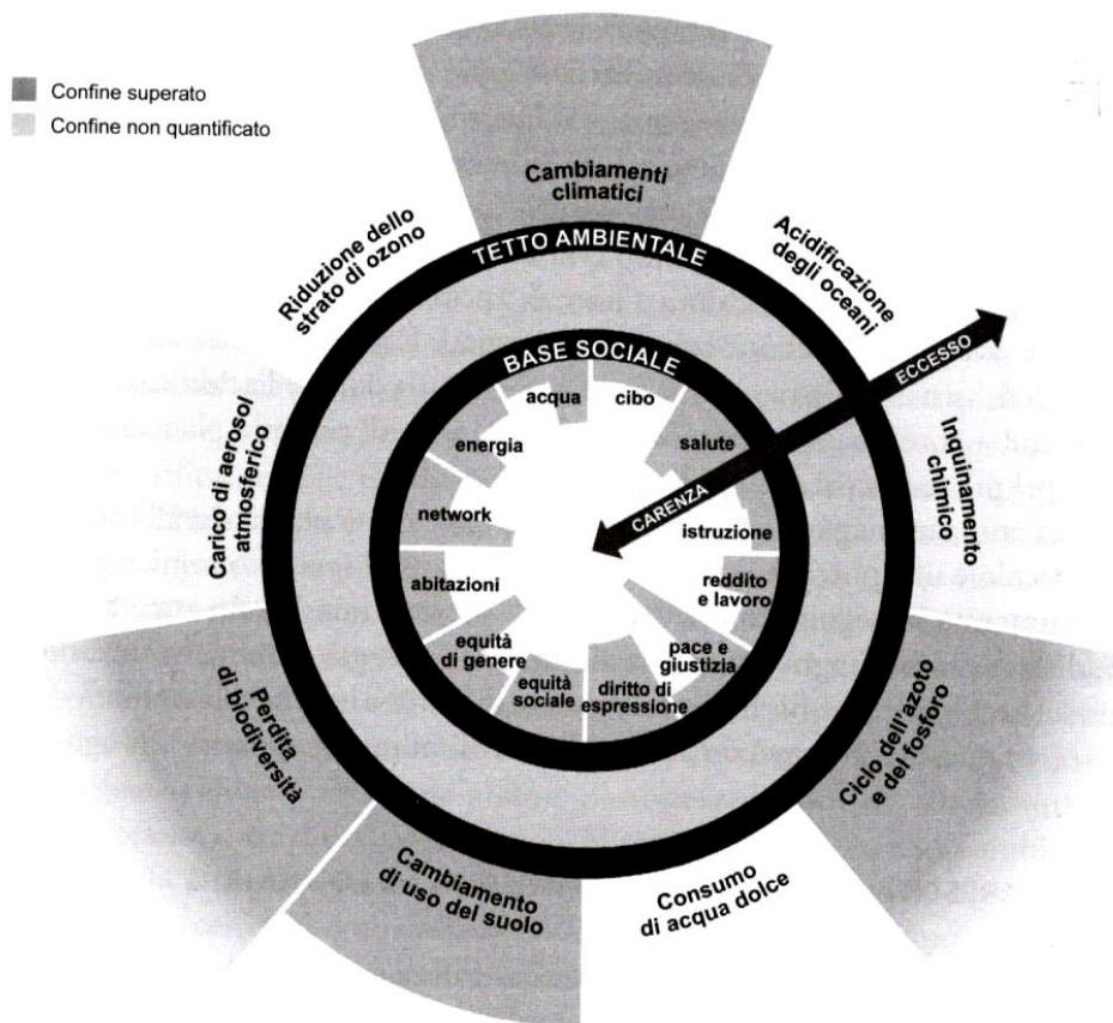 Confine superato
Confine non quantificato
Cambiamenti
climatici
Riduzione dello
strato di ozono
Acidificazione
degli oceani
TETTO AMBIENTALE
BASE SOCIALE
ECCESSO
CARENZA
acqua
cibo
energia
salute
network
istruzione
abitazioni
reddito
e lavoro
equità
di genere
pace e
giustizia
equità
sociale
diritto di
espressione
Carico di aerosol
atmosferico
Inquinamento
chimico
Perdita
di biodiversità
Ciclo dell'azoto
e del fosforo
Cambiamento
di uso del suolo
Consumo
di acqua dolce